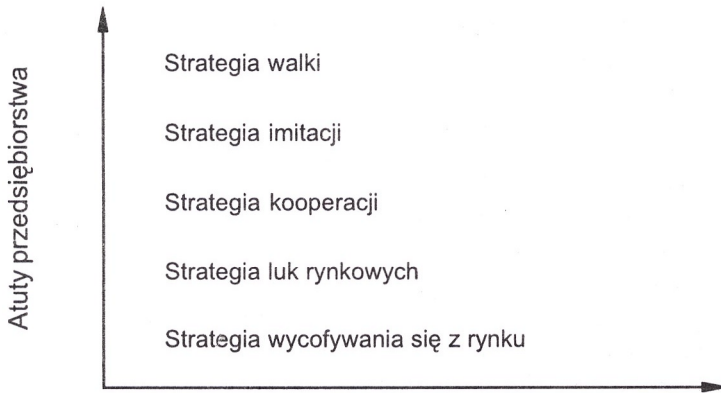 Atuty przedsiębiorstwa
Strategia walki
Strategia imitacji
Strategia kooperacji
Strategia luk rynkowych
Strategia wycofywania się z rynku